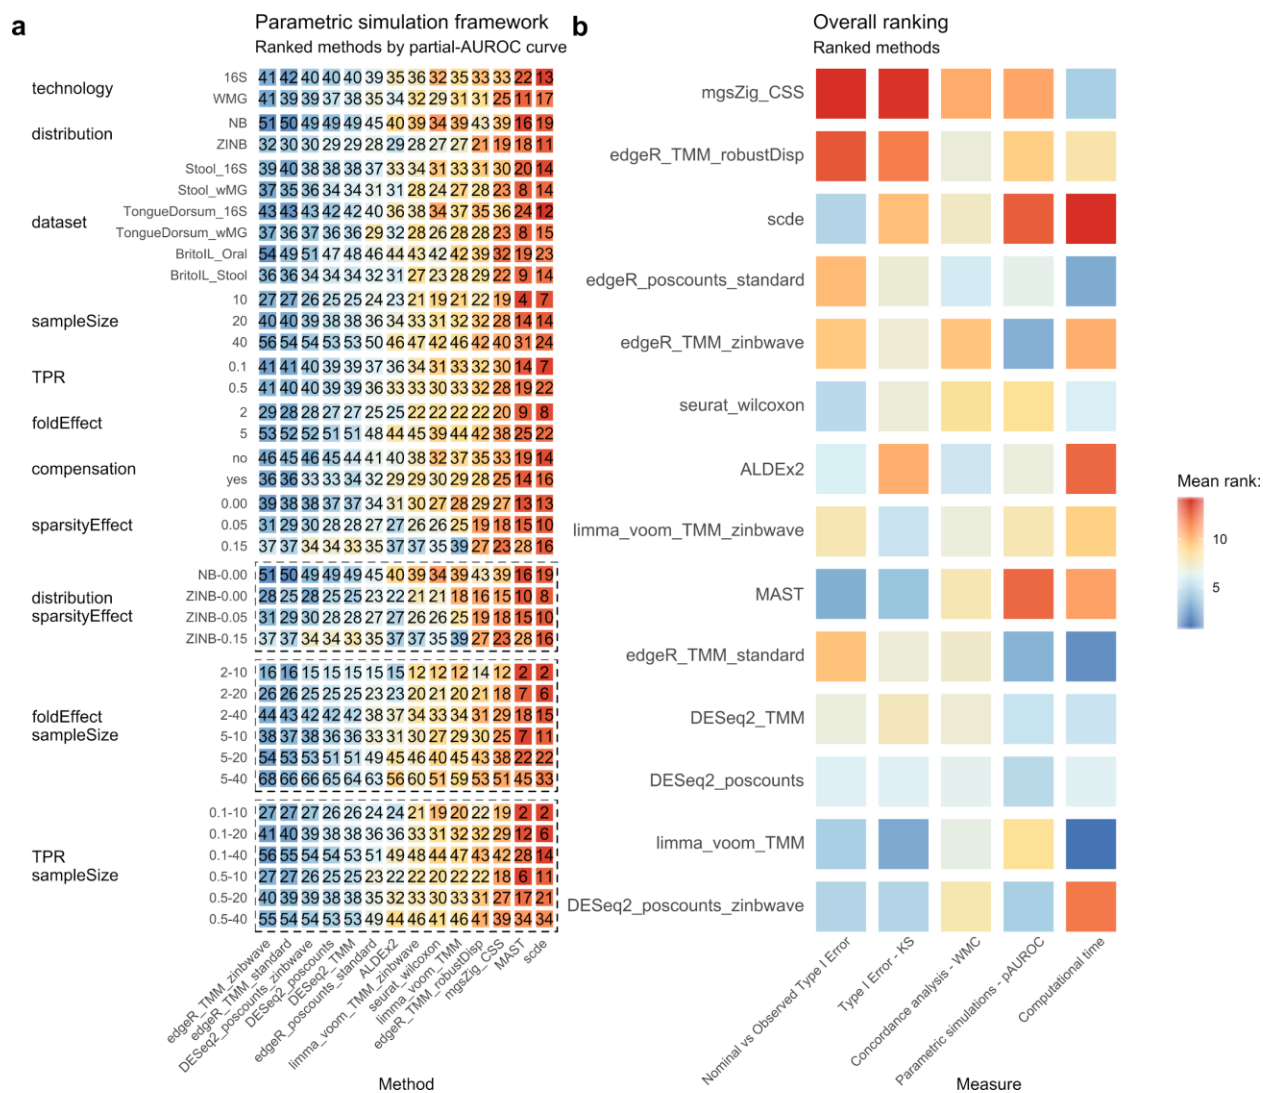 a
Parametric simulation framework
Ranked methods by partial-AUROC curve
technology
16S 41 42 40 40 40 39 35 36 32 35 33 33 22 13
WMG 41 39 39 37 38 35 34 32 29 31 31 25 11 17
distribution
NB 51 50 49 49 49 45 40 39 34 39 43 39 16 19
ZINB 32 30 30 29 29 28 29 28 27 27 21 19 18 11
dataset
Stool_16S 39 40 38 38 38 37 33 34 31 33 31 30 20 14
Stool_wMG 37 35 36 34 34 31 31 28 24 27 28 23 8 14
TongueDorsum_16S 43 43 43 42 42 40 36 38 34 37 35 36 24 12
TongueDorsum_wMG 37 36 37 36 36 29 32 28 26 28 28 23 8 15
BritoIL_Oral 54 49 51 47 48 46 44 43 42 42 39 32 19 23
BritoIL_Stool 36 36 34 34 34 32 31 27 23 28 29 22 9 14
sampleSize
10 27 27 26 25 25 24 23 21 19 21 22 19 4 7
20 40 40 39 38 38 36 34 33 31 32 32 28 14 14
40 56 54 54 53 53 50 46 47 42 46 42 40 31 24
TPR
0.1 41 41 40 39 39 37 36 34 31 33 32 30 14 7
0.5 41 40 40 39 39 36 33 33 30 33 32 28 19 22
foldEffect
2 29 28 28 27 27 25 25 22 22 22 22 20 9 8
5 53 52 52 51 51 48 44 45 39 44 42 38 25 22
compensation
no 46 45 46 45 44 41 40 38 32 37 35 33 19 14
yes 36 36 33 33 34 32 29 29 30 29 28 25 14 16
sparsityEffect
0.00 39 38 38 37 37 34 31 30 27 28 29 27 13 13
0.05 31 29 30 28 28 27 27 26 26 25 19 18 15 10
0.15 37 37 34 34 33 35 37 37 35 39 27 23 28 16
distribution
sparsityEffect
NB-0.00 51 50 49 49 49 45 40 39 34 39 43 39 16 19
ZINB-0.00 28 25 28 25 25 23 22 21 21 18 16 15 10 8
ZINB-0.05 31 29 30 28 28 27 27 26 26 25 19 18 15 10
ZINB-0.15 37 37 34 34 33 35 37 37 35 39 27 23 28 16
foldEffect
sampleSize
2-10 16 16 15 15 15 15 15 12 12 12 14 12 2 2
2-20 26 26 25 25 25 23 23 20 21 20 21 18 7 6
2-40 44 43 42 42 42 38 37 34 33 34 31 29 18 15
5-10 38 37 38 36 36 33 31 30 27 29 30 25 7 11
5-20 54 53 53 51 51 49 45 46 40 45 43 38 22 22
5-40 68 66 66 65 64 63 56 60 51 59 53 51 45 33
TPR
sampleSize
0.1-10 27 27 27 26 26 24 24 21 19 20 22 19 2 2
0.1-20 41 40 39 38 38 36 36 33 31 32 32 29 12 6
0.1-40 56 55 54 54 53 51 49 48 44 47 43 42 28 14
0.5-10 27 27 26 25 25 23 22 22 20 22 22 18 6 11
0.5-20 40 39 39 38 38 35 32 33 30 33 31 27 17 21
0.5-40 55 54 54 53 53 49 44 46 41 46 41 39 34 34
edgeR_TMM_zinbwave
edgeR_TMM_standard
DESeq2_poscounts_zinbwave
DESeq2_poscounts
DESeq2_TMM
edgeR_poscounts_standard
ALDEx2
limma_voom_TMM_zinbwave
seurat_wilcoxon
limma_voom_TMM
edgeR_TMM_robustDisp
mgsZig_CSS
MAST
scde
Method
b
Overall ranking
Ranked methods
mgsZig_CSS
edgeR_TMM_robustDisp
scde
edgeR_poscounts_standard
edgeR_TMM_zinbwave
seurat_wilcoxon
ALDEx2
limma_voom_TMM_zinbwave
MAST
edgeR_TMM_standard
DESeq2_TMM
DESeq2_poscounts
limma_voom_TMM
DESeq2_poscounts_zinbwave
Nominal vs Observed Type I Error
Type I Error - KS
Concordance analysis - WMC
Parametric simulations - pAUROC
Computational time
Measure
Mean rank:
10
5